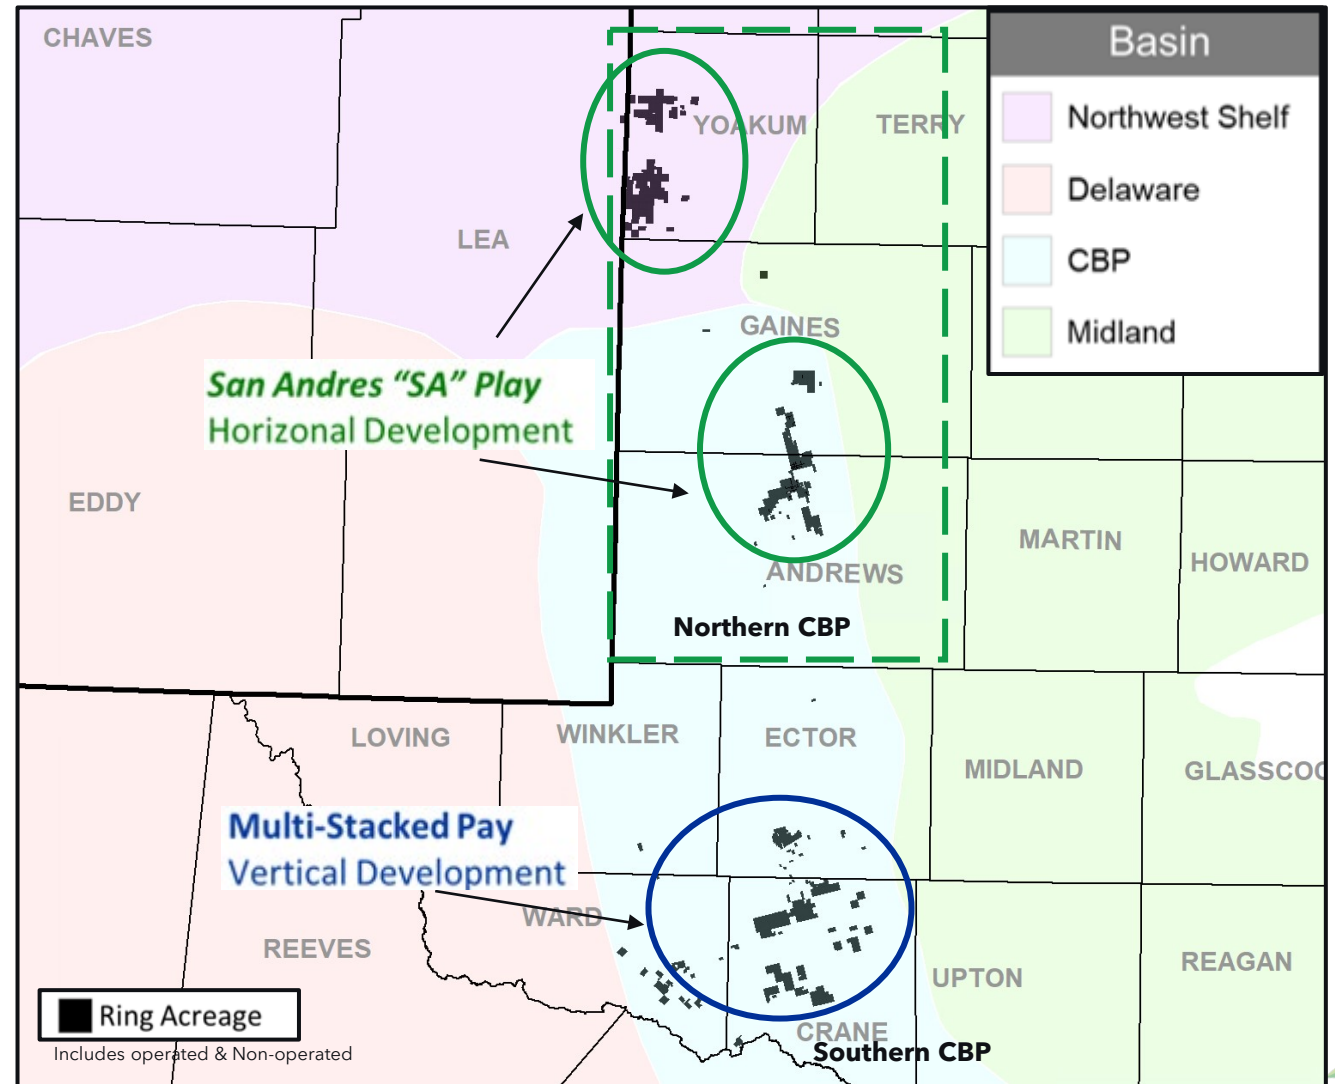 CHAVES
Basin
Northwest Shelf
Delaware
CBP
Midland
YOAKUM
TERRY
LEA
GAINES
San Andres “SA” Play
Horizonal Development
EDDY
MARTIN
HOWARD
ANDREWS
Northern CBP
LOVING
WINKLER
ECTOR
MIDLAND
GLASSCOC
Multi-Stacked Pay
Vertical Development
WARD
REEVES
UPTON
REAGAN
Ring Acreage
Includes operated & Non-operated
CRANE
Southern CBP